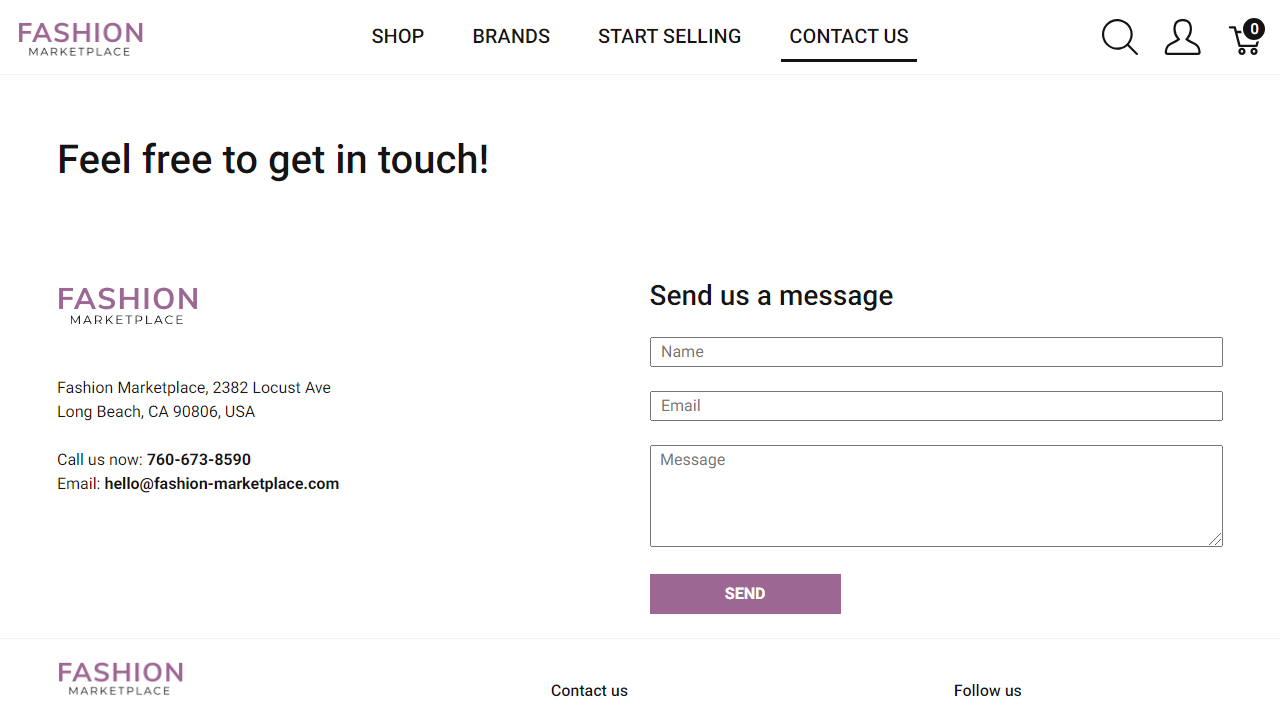 FASHION
MARKETPLACE
SHOP
BRANDS
START SELLING
CONTACT US
0
Feel free to get in touch!
FASHION
MARKETPLACE
Fashion Marketplace, 2382 Locust Ave
Long Beach, CA 90806, USA
Call us now: 760-673-8590
Email: hello@fashion-marketplace.com
Send us a message
Name
Email
Message
SEND
FASHION
MARKETPLACE
Contact us
Follow us